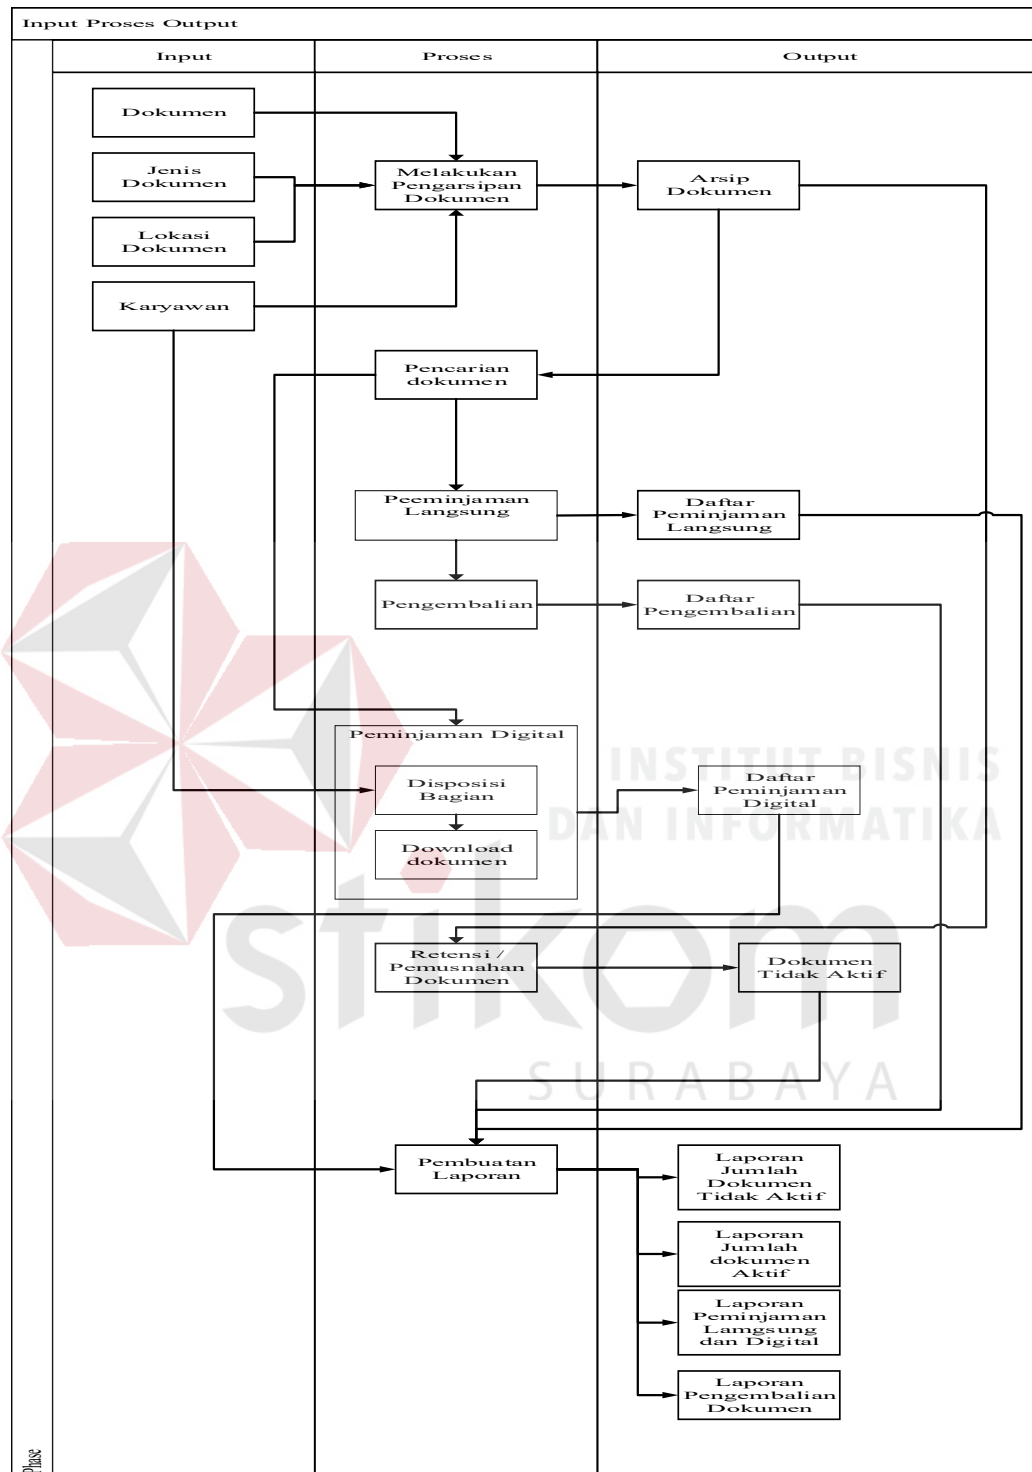 Input Proses Output
Input
Proses
Output
Dokumen
Jenis
Dokumen
Lokasi
Dokumen
Karyawan
Melakukan
Pengarsipan
Dokumen
Arsip
Dokumen
Pencarian
dokumen
Peeminjaman
Langsung
Daftar
Peminjaman
Langsung
Pengembalian
Daftar
Pengembalian
Peminjaman Digital
Disposisi
Bagian
Download
dokumen
Daftar
Peminjaman
Digital
INSTITUT BISNIS
DAN INFORMATIKA
stikom
SURABAYA
Retensi /
Pemusnahan
Dokumen
Dokumen
Tidak Aktif
Pembuatan
Laporan
Laporan
Jumlah
Dokumen
Tidak Aktif
Laporan
Jumlah
dokumen
Aktif
Laporan
Peminjaman
Lamgsung
dan Digital
Laporan
Pengembalian
Dokumen
Phase